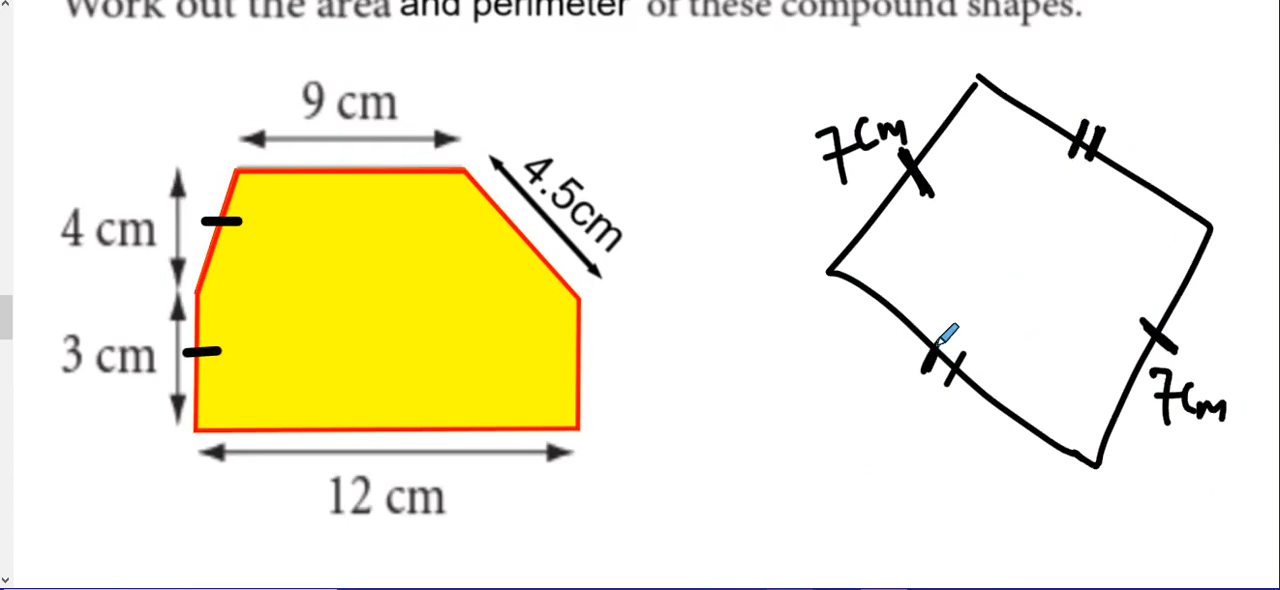 Work out the area and perimeter of these compound shapes.
9 cm
4.5cm
4 cm
3 cm
12 cm
7cm
7cm